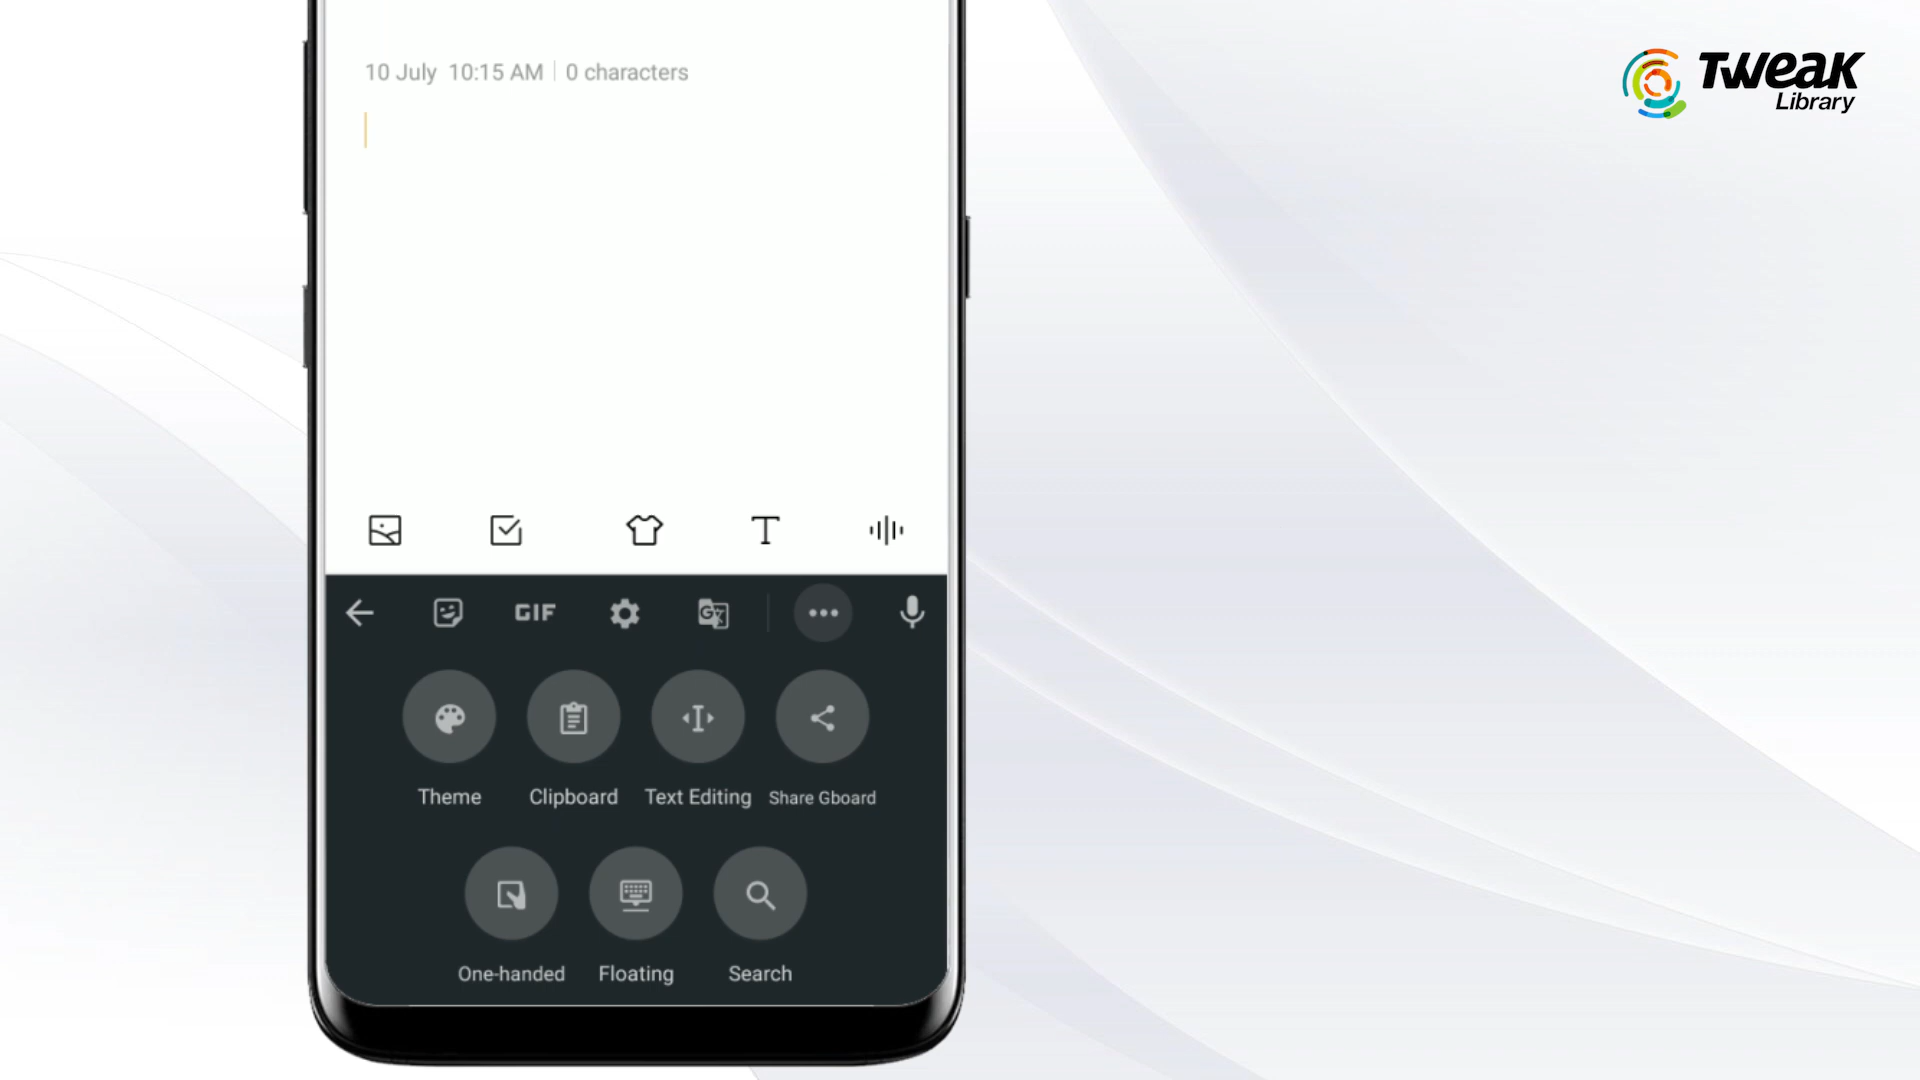 10 July 10:15 AM | 0 characters
TWEAK
Library
GIF
Theme
Clipboard
Text Editing
Share Gboard
One-handed
Floating
Search